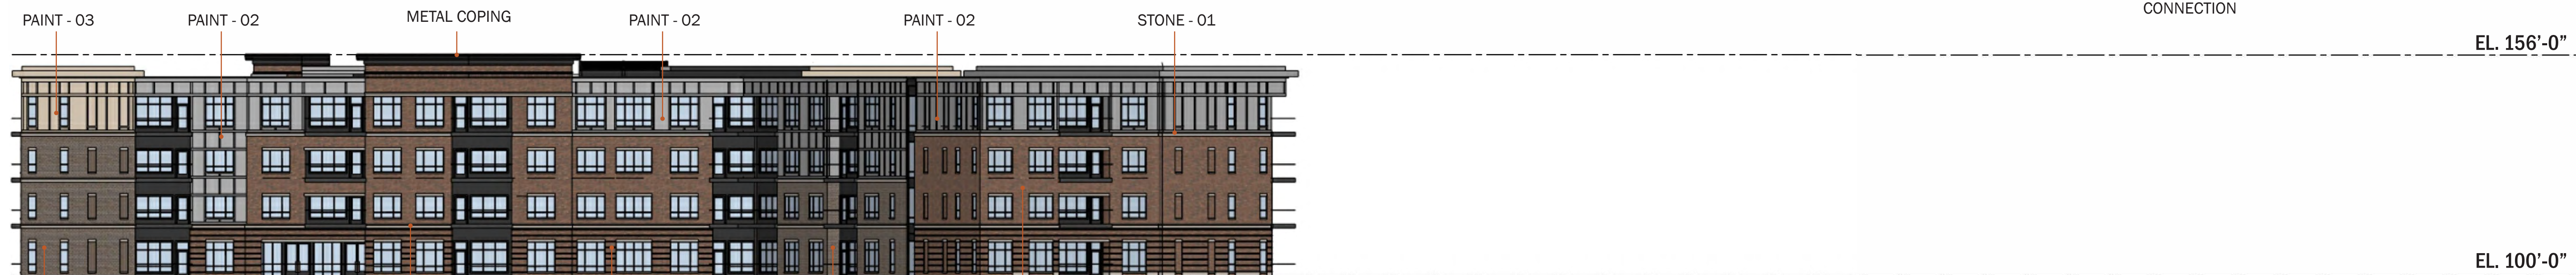 PAINT - 03
PAINT - 02
METAL COPING
PAINT - 02
PAINT - 02
STONE - 01
CONNECTION
EL. 156’-0”
EL. 100’-0”